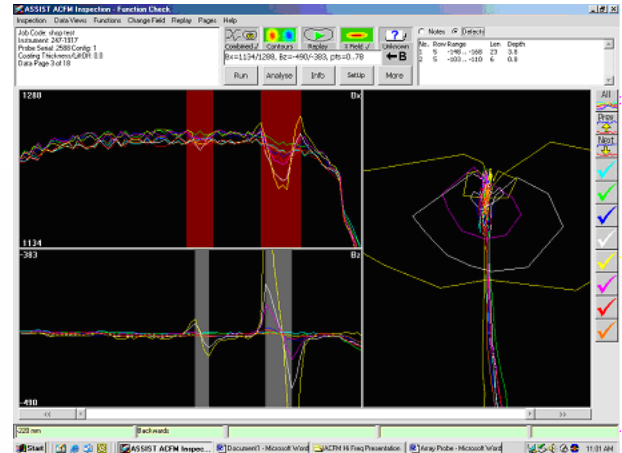 ASSIST ACFM Inspection - Function Check
Inspection Data Views Functions Change Field Replay Pages Help
Job Code: shop test
Instrument: 247-1917
Probe Serial: 2598 Config: 1
Coating Thickness/LiftOff: 0.0
Data Page 3 of 18
Combined Contours Replay X Field Unknown
B
Bx=1134/1288, Bz=-490/-383, pts=0..78
Run Analyse Info SetUp More
Notes Defects
No. Row Range Len Depth
1 5 -148 .. -168 23 3.8
2 5 -103 .. -110 6 0.8
1280
Bx
1134
-383
Bz
-490
All
Prev
Next
<< >>
-220 mm Backwards
Start ASSIST ACFM Inspec... Document1 - Microsoft Word ACFM Hi Freq Presentation Array Probe - Microsoft Word 11:01 AM